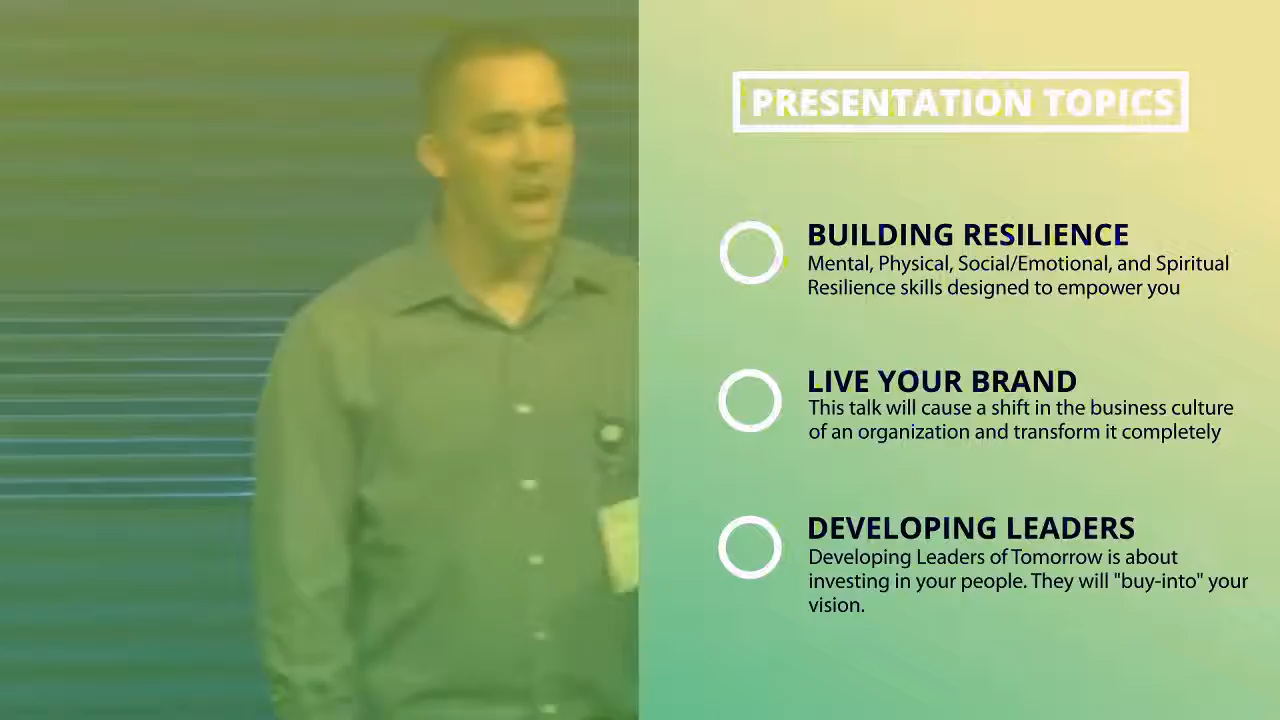 PRESENTATION TOPICS
BUILDING RESILIENCE
Mental, Physical, Social/Emotional, and Spiritual
Resilience skills designed to empower you
LIVE YOUR BRAND
This talk will cause a shift in the business culture
of an organization and transform it completely
DEVELOPING LEADERS
Developing Leaders of Tomorrow is about
investing in your people. They will "buy-into" your
vision.